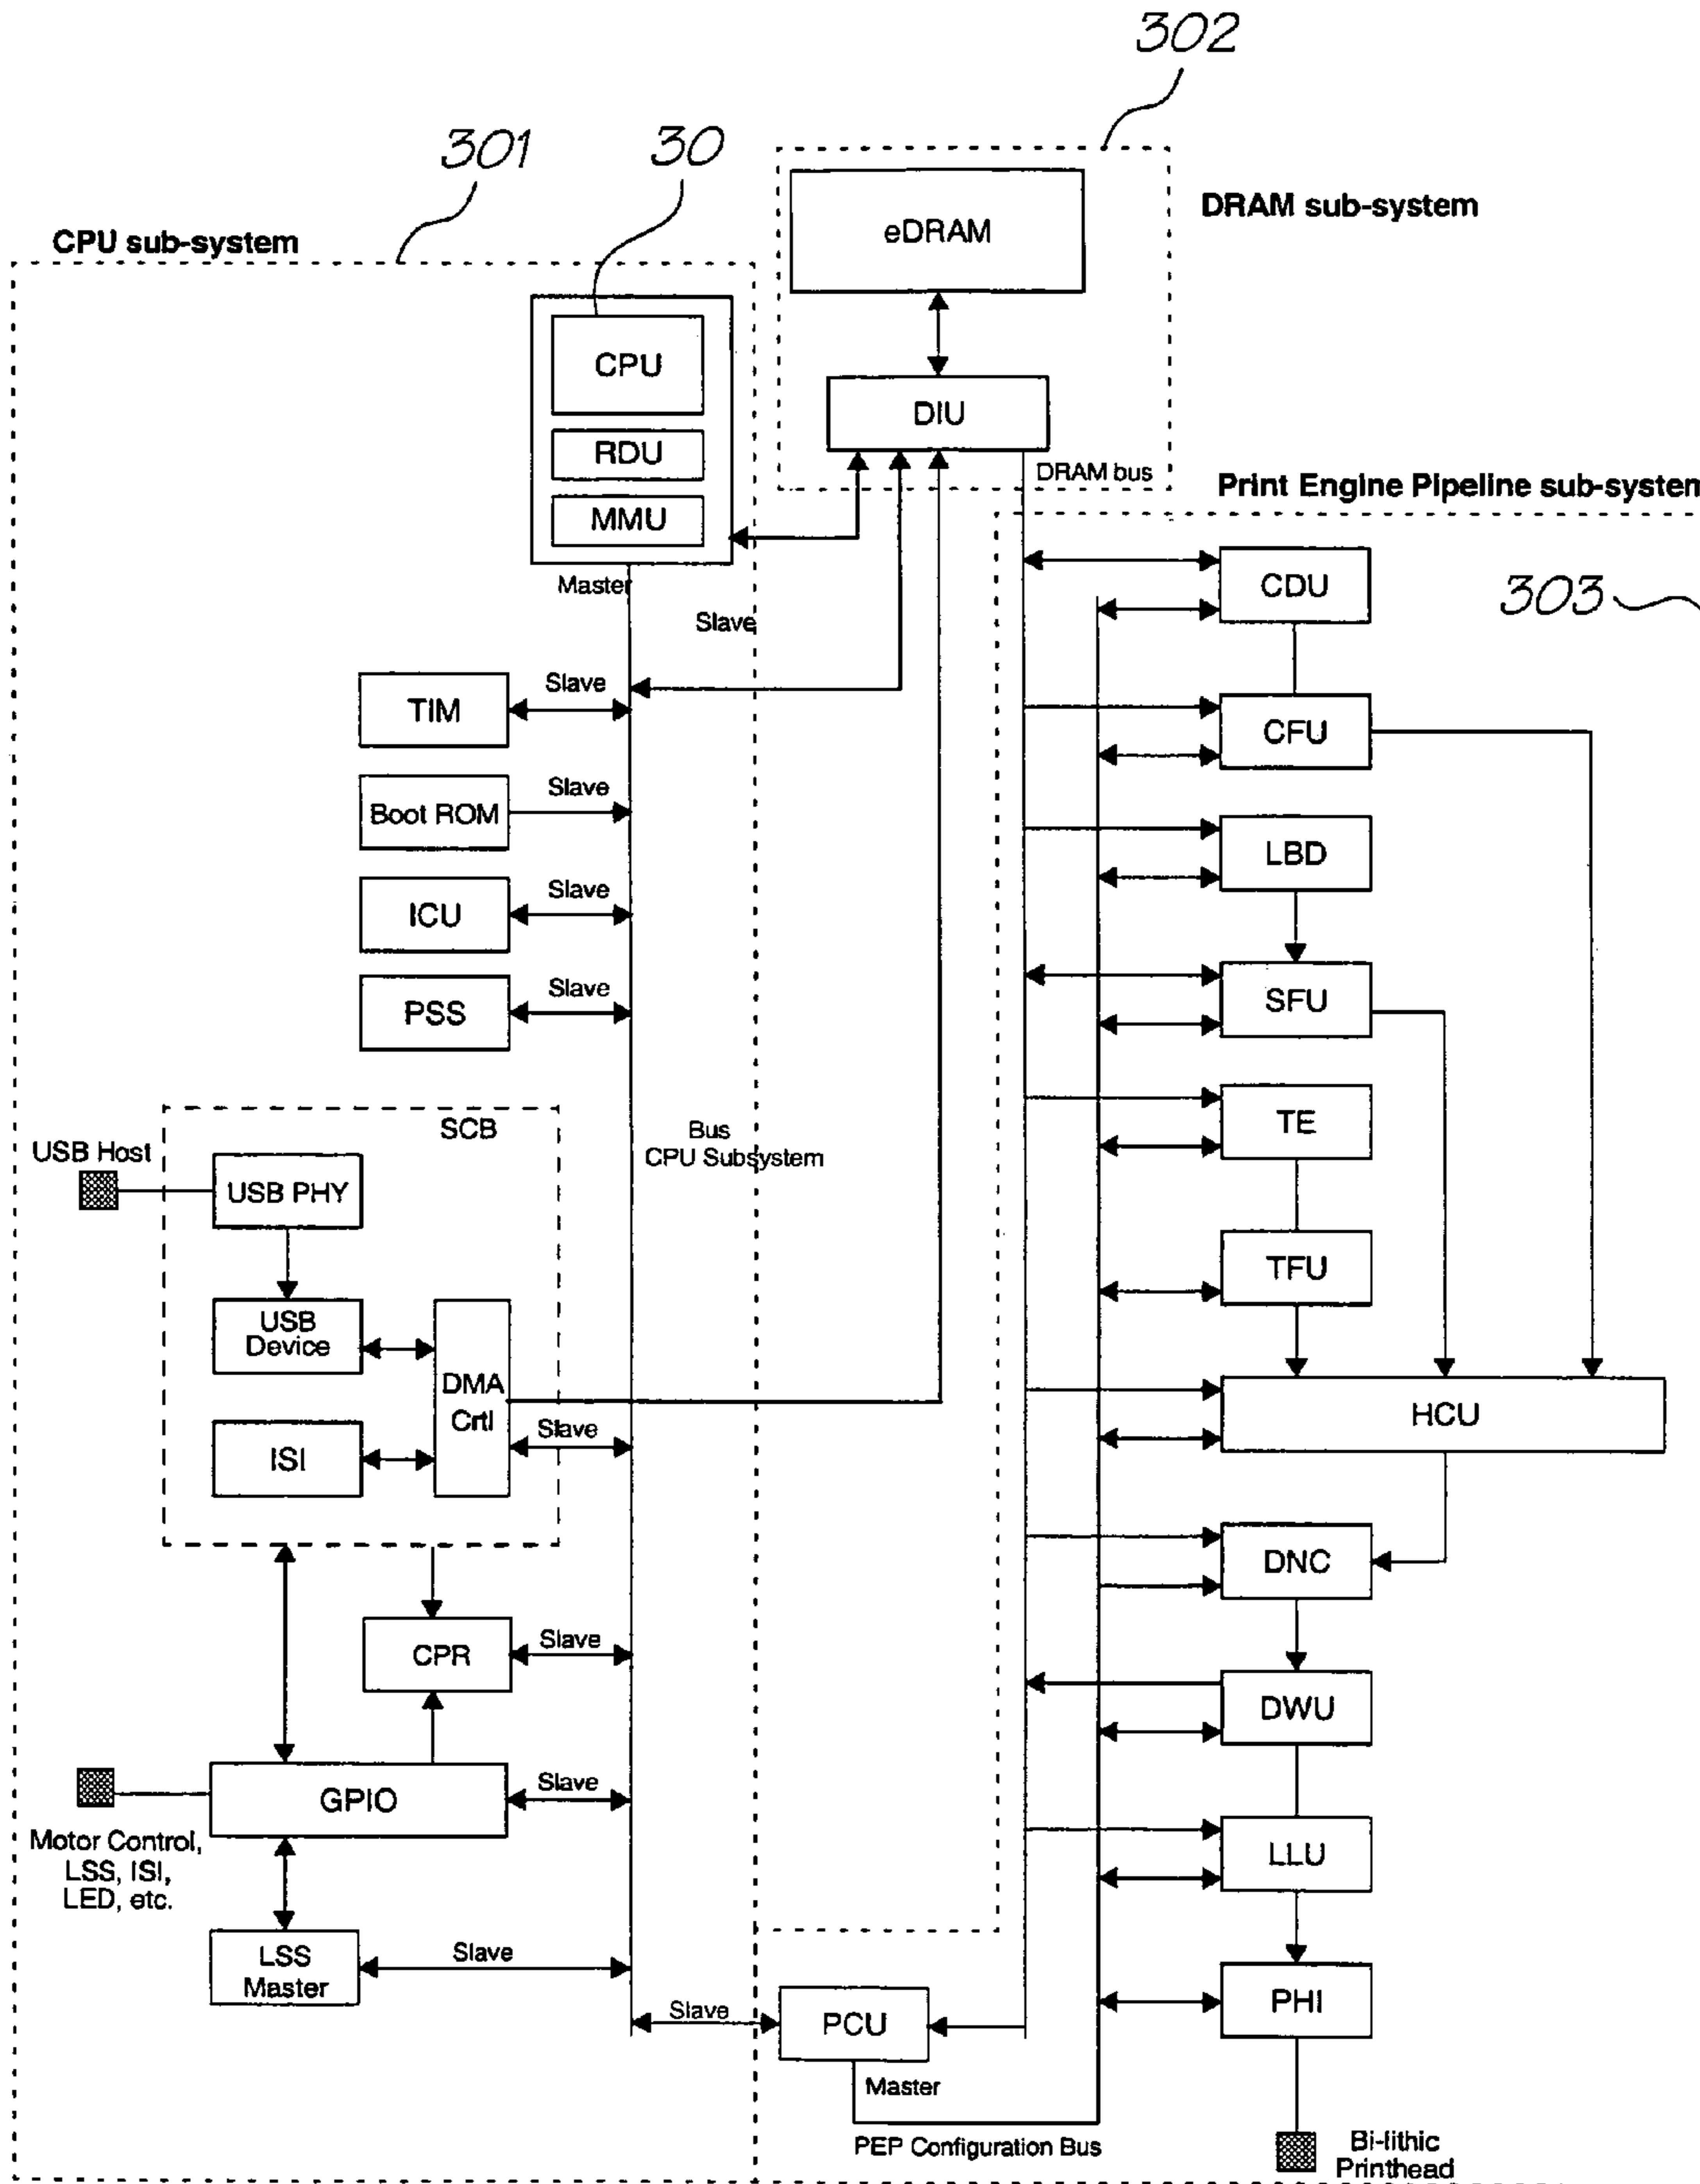 302
301
30
DRAM sub-system
CPU sub-system
eDRAM
CPU
DIU
RDU
DRAM bus
Print Engine Pipeline sub-system
MMU
Master
CDU
303
Slave
TIM
Slave
CFU
Boot ROM
Slave
LBD
ICU
Slave
PSS
Slave
SFU
SCB
Bus
CPU Subsystem
TE
USB Host
USB PHY
TFU
USB
Device
DMA
Crtl
Slave
HCU
ISI
DNC
CPR
Slave
DWU
GPIO
Slave
Motor Control,
LSS, ISI,
LED, etc.
LLU
LSS
Master
Slave
PHI
Slave
PCU
Master
PEP Configuration Bus
Bi-lithic
Printhead